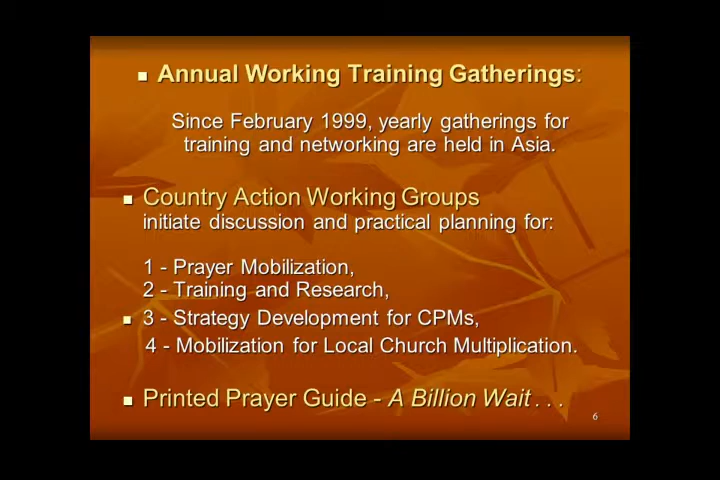 Annual Working Training Gatherings:
Since February 1999, yearly gatherings for
training and networking are held in Asia.
Country Action Working Groups
initiate discussion and practical planning for:
1 - Prayer Mobilization,
2 - Training and Research,
3 - Strategy Development for CPMs,
4 - Mobilization for Local Church Multiplication.
Printed Prayer Guide - A Billion Wait . . .
6